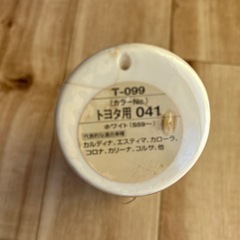 T-099
(カラーNo.)
トヨタ用 041
ホワイト(S59〜)
代表的な適合車種
カルディナ、エスティマ、カローラ、
コロナ、カリーナ、コルサ、他